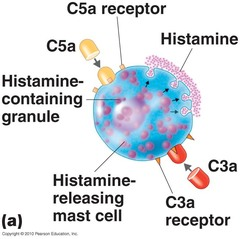 C5a receptor
C5a
Histamine
Histamine-
containing
granule
Histamine-
releasing
mast cell
C3a
C3a
receptor
(a)
Copyright © 2010 Pearson Education, Inc.